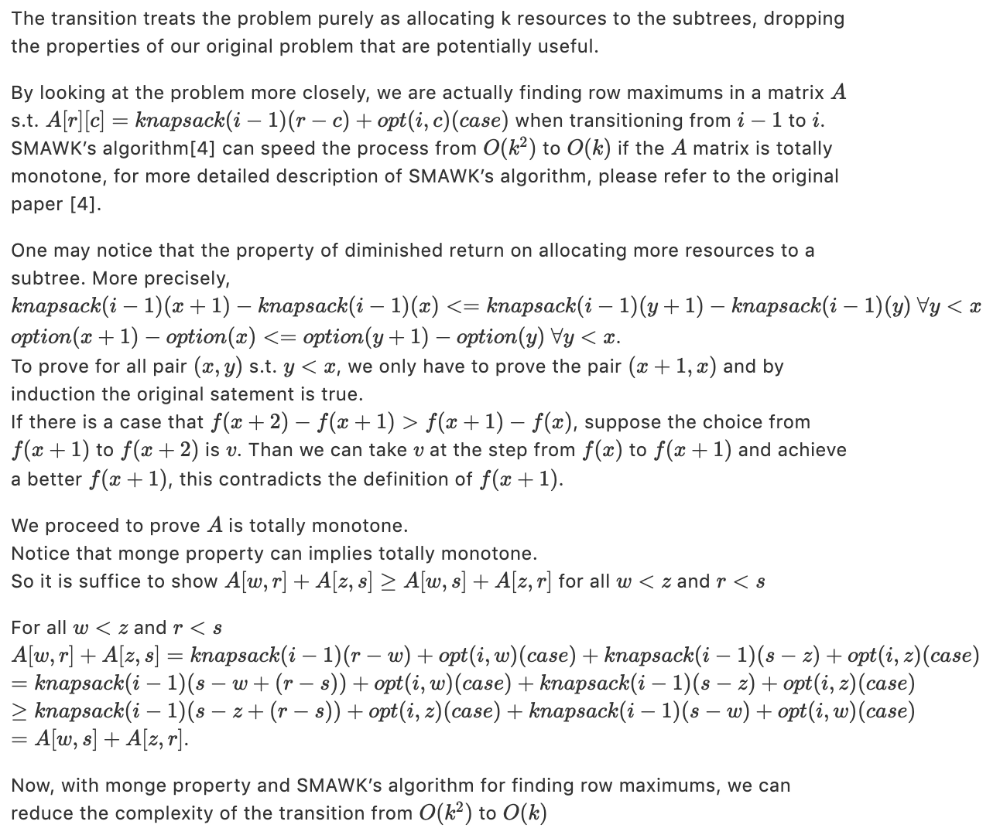 The transition treats the problem purely as allocating k resources to the subtrees, dropping
the properties of our original problem that are potentially useful.
By looking at the problem more closely, we are actually finding row maximums in a matrix A
s.t. A[r][c] = knapsack(i − 1)(r − c) + opt(i, c)(case) when transitioning from i − 1 to i.
SMAWK's algorithm[4] can speed the process from O(k²) to O(k) if the A matrix is totally
monotone, for more detailed description of SMAWK's algorithm, please refer to the original
paper [4].
One may notice that the property of diminished return on allocating more resources to a
subtree. More precisely,
knapsack(i − 1)(x + 1) − knapsack(i − 1)(x) <= knapsack(i − 1)(y + 1) − knapsack(i − 1)(y) ∀y < x
option(x + 1) − option(x) <= option(y + 1) − option(y) ∀y < x.
To prove for all pair (x, y) s.t. y < x, we only have to prove the pair (x + 1, x) and by
induction the original satement is true.
If there is a case that f(x + 2) − f(x + 1) > f(x + 1) − f(x), suppose the choice from
f(x + 1) to f(x + 2) is v. Than we can take v at the step from f(x) to f(x + 1) and achieve
a better f(x + 1), this contradicts the definition of f(x + 1).
We proceed to prove A is totally monotone.
Notice that monge property can implies totally monotone.
So it is suffice to show A[w, r] + A[z, s] ≥ A[w, s] + A[z, r] for all w < z and r < s
For all w < z and r < s
A[w, r] + A[z, s] = knapsack(i − 1)(r − w) + opt(i, w)(case) + knapsack(i − 1)(s − z) + opt(i, z)(case)
= knapsack(i − 1)(s − w + (r − s)) + opt(i, w)(case) + knapsack(i − 1)(s − z) + opt(i, z)(case)
≥ knapsack(i − 1)(s − z + (r − s)) + opt(i, z)(case) + knapsack(i − 1)(s − w) + opt(i, w)(case)
= A[w, s] + A[z, r].
Now, with monge property and SMAWK's algorithm for finding row maximums, we can
reduce the complexity of the transition from O(k²) to O(k)